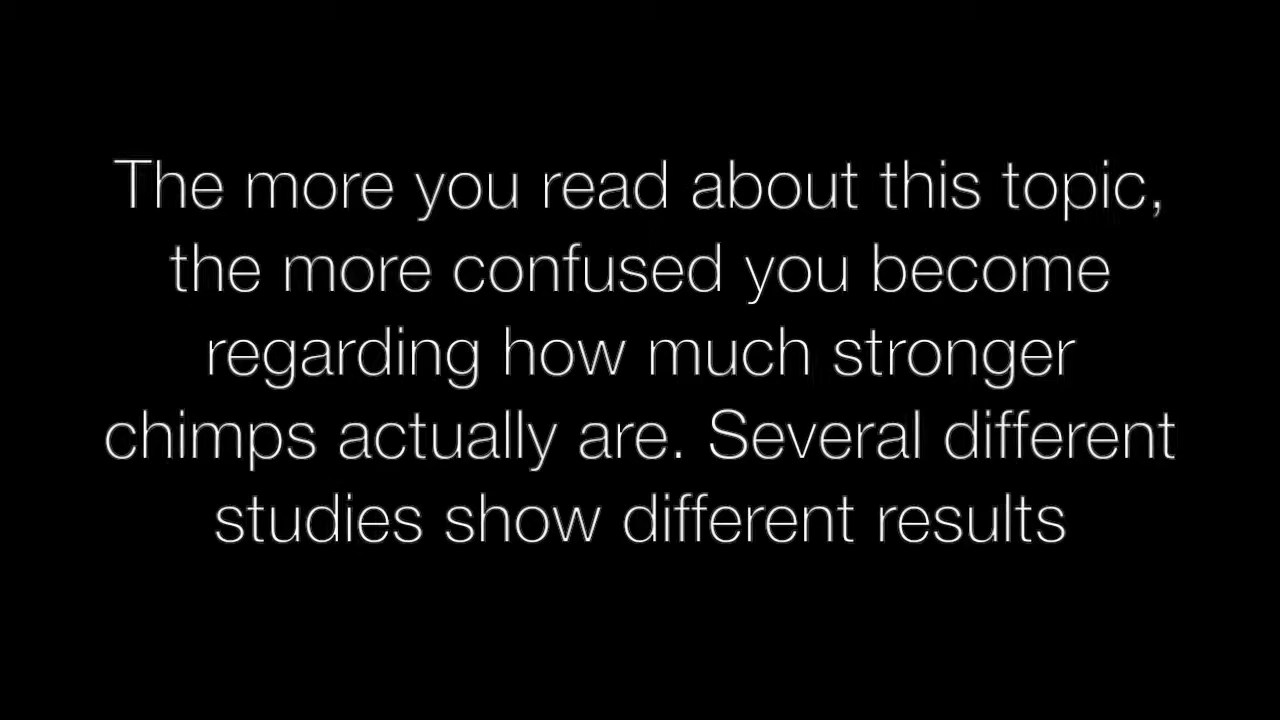 The more you read about this topic,
the more confused you become
regarding how much stronger
chimps actually are. Several different
studies show different results